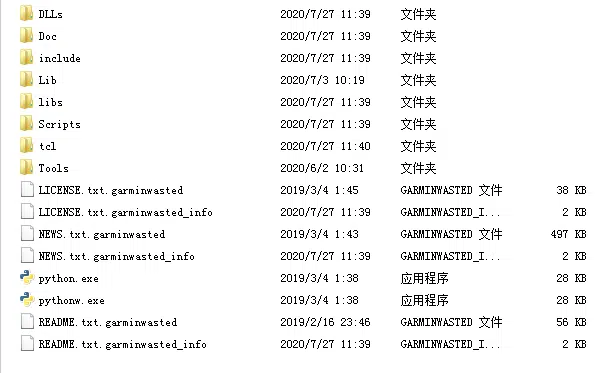 DLLs 2020/7/27 11:39 文件夹
Doc 2020/7/27 11:39 文件夹
include 2020/7/27 11:39 文件夹
Lib 2020/7/3 10:19 文件夹
libs 2020/7/27 11:39 文件夹
Scripts 2020/7/27 11:39 文件夹
tcl 2020/7/27 11:40 文件夹
Tools 2020/6/2 10:31 文件夹
LICENSE.txt.garminwasted 2019/3/4 1:45 GARMINWASTED 文件 38 KB
LICENSE.txt.garminwasted_info 2020/7/27 11:39 GARMINWASTED_I... 2 KB
NEWS.txt.garminwasted 2019/3/4 1:43 GARMINWASTED 文件 497 KB
NEWS.txt.garminwasted_info 2020/7/27 11:39 GARMINWASTED_I... 2 KB
python.exe 2019/3/4 1:38 应用程序 28 KB
pythonw.exe 2019/3/4 1:38 应用程序 28 KB
README.txt.garminwasted 2019/2/16 23:46 GARMINWASTED 文件 56 KB
README.txt.garminwasted_info 2020/7/27 11:39 GARMINWASTED_I... 2 KB